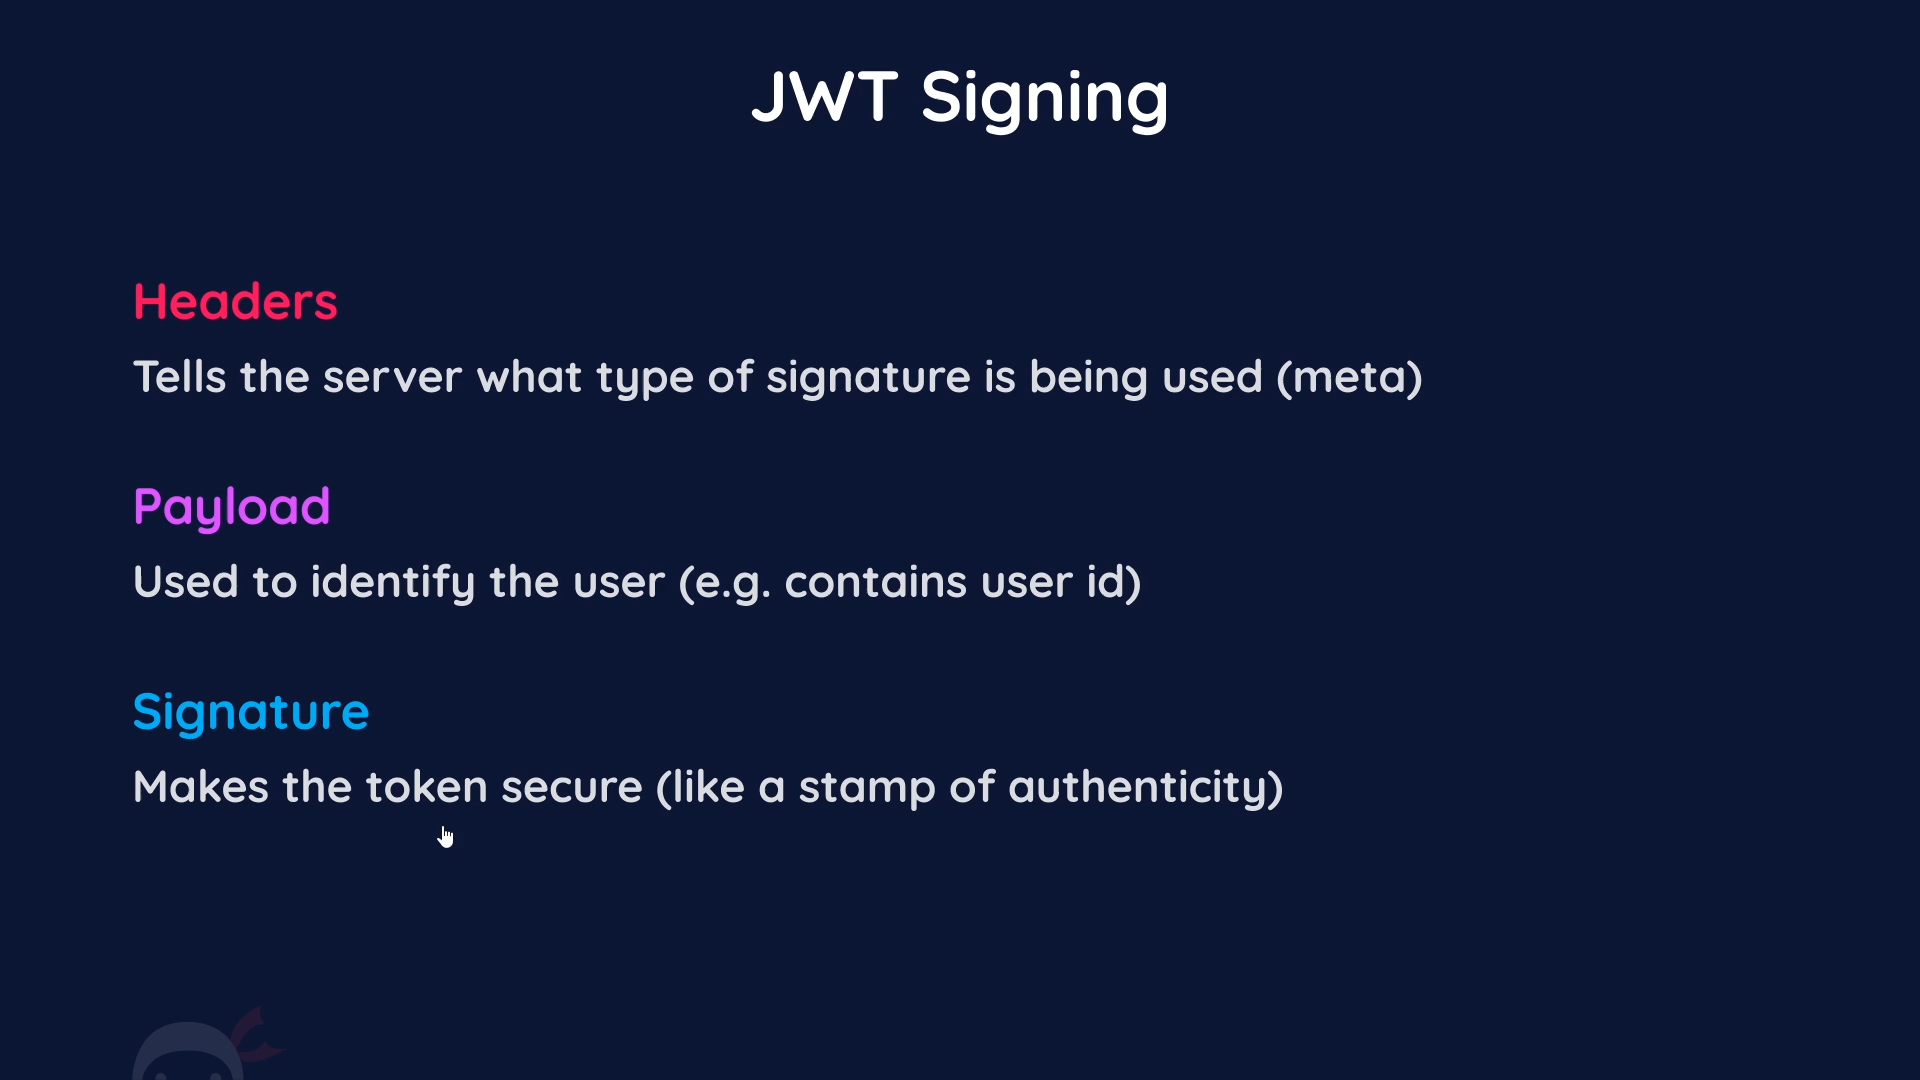 JWT Signing
Headers
Tells the server what type of signature is being used (meta)
Payload
Used to identify the user (e.g. contains user id)
Signature
Makes the token secure (like a stamp of authenticity)